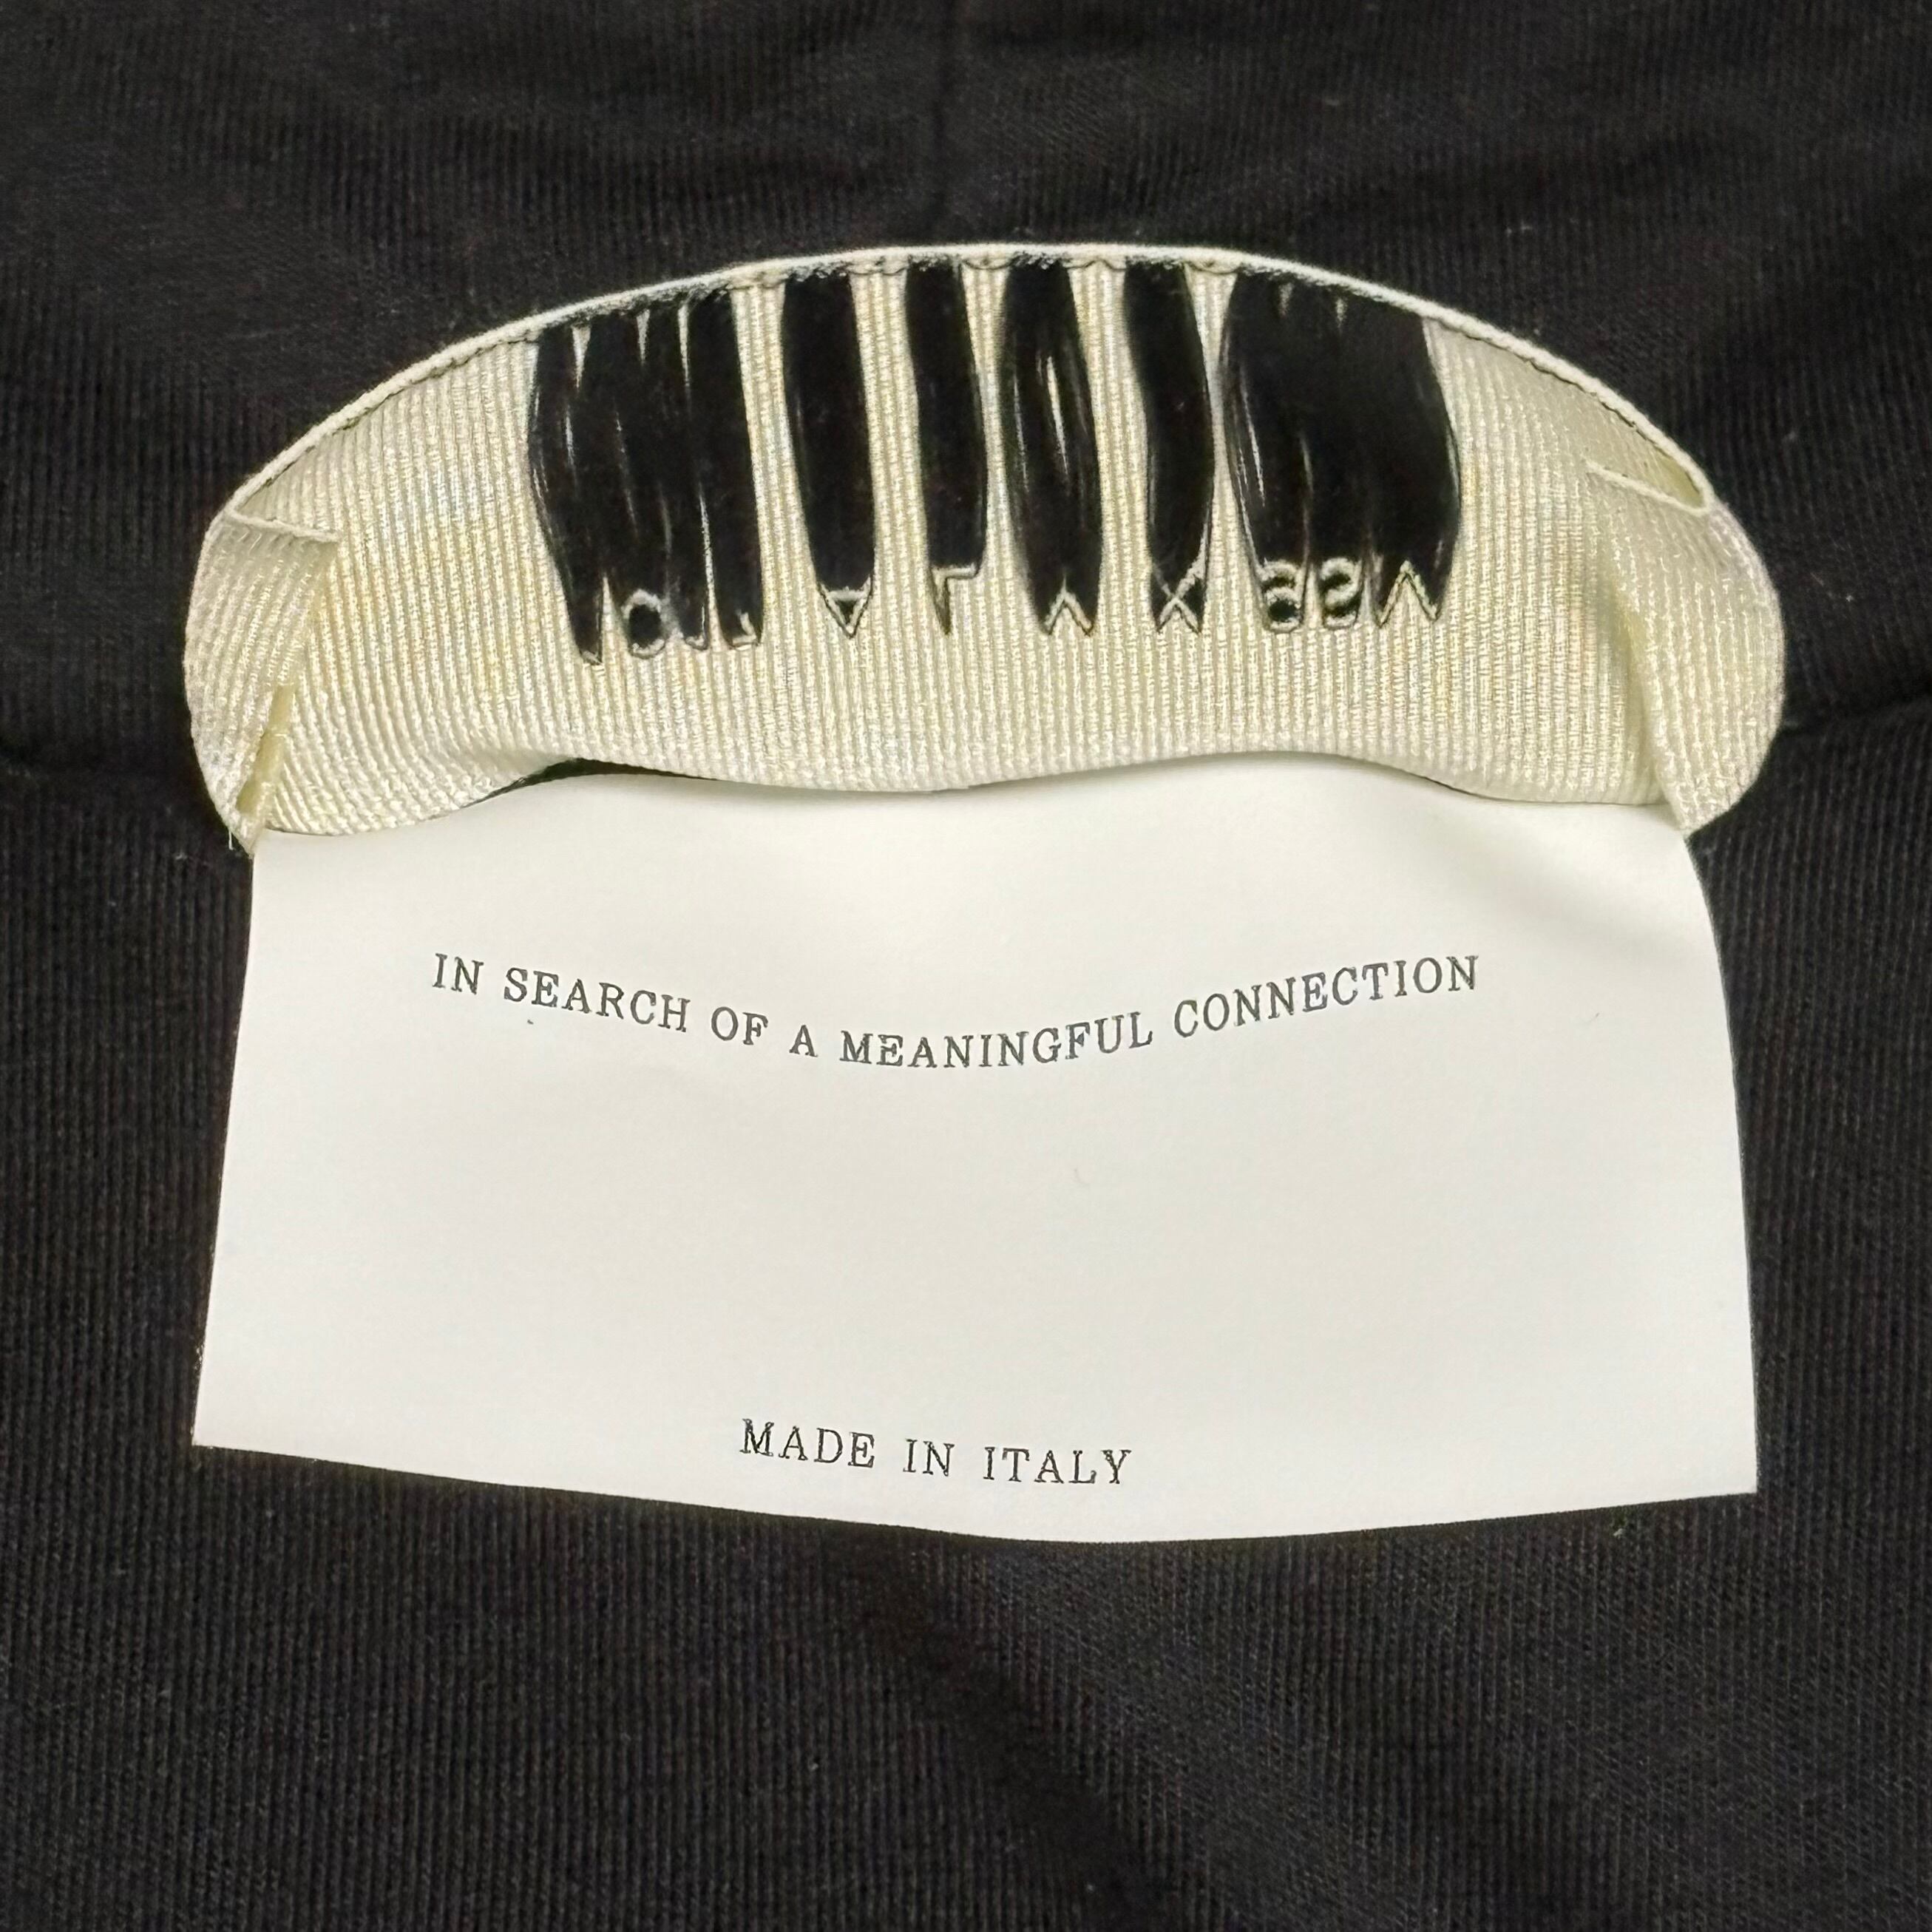 IN SEARCH OF A MEANINGFUL CONNECTION
MADE IN ITALY